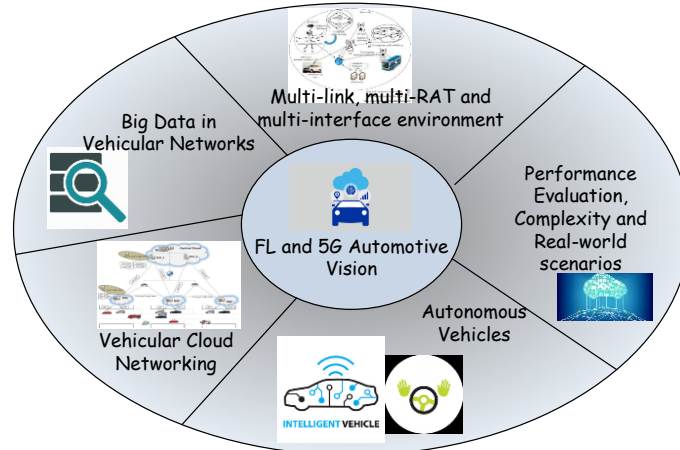 Multi-link, multi-RAT and
multi-interface environment
Big Data in
Vehicular Networks
Performance
Evaluation,
Complexity and
Real-world
scenarios
FL and 5G Automotive
Vision
Autonomous
Vehicles
Vehicular Cloud
Networking
INTELLIGENT VEHICLE